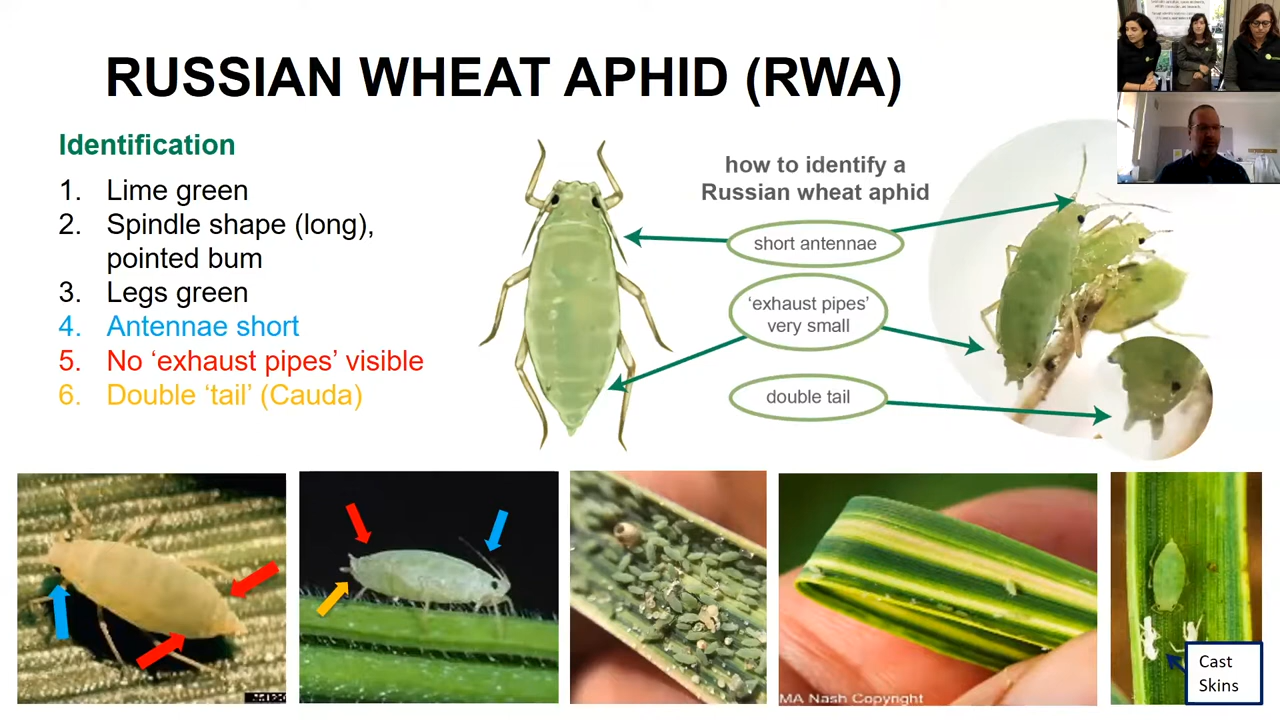 RUSSIAN WHEAT APHID (RWA)
Identification
1. Lime green
2. Spindle shape (long),
pointed bum
3. Legs green
4. Antennae short
5. No ‘exhaust pipes’ visible
6. Double ‘tail’ (Cauda)
how to identify a
Russian wheat aphid
short antennae
‘exhaust pipes’
very small
double tail
MA Nash Copyright
Cast
Skins